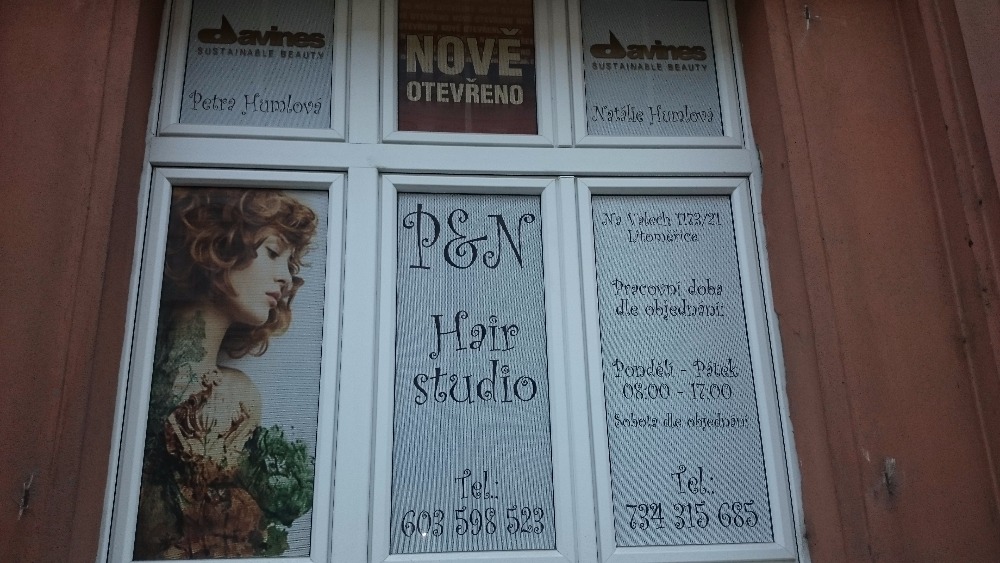 davines
SUSTAINABLE BEAUTY
Petra Humlová
NOVĚ
OTEVŘENO
davines
SUSTAINABLE BEAUTY
Natálie Humlová
P&N
Hair
studio
Tel.:
603 598 523
Na Valech 1173/21
Litoměřice
Pracovní doba
dle objednání:
Pondělí - Pátek
08:00 - 17:00
Sobota dle objednání
Tel.:
734 315 685